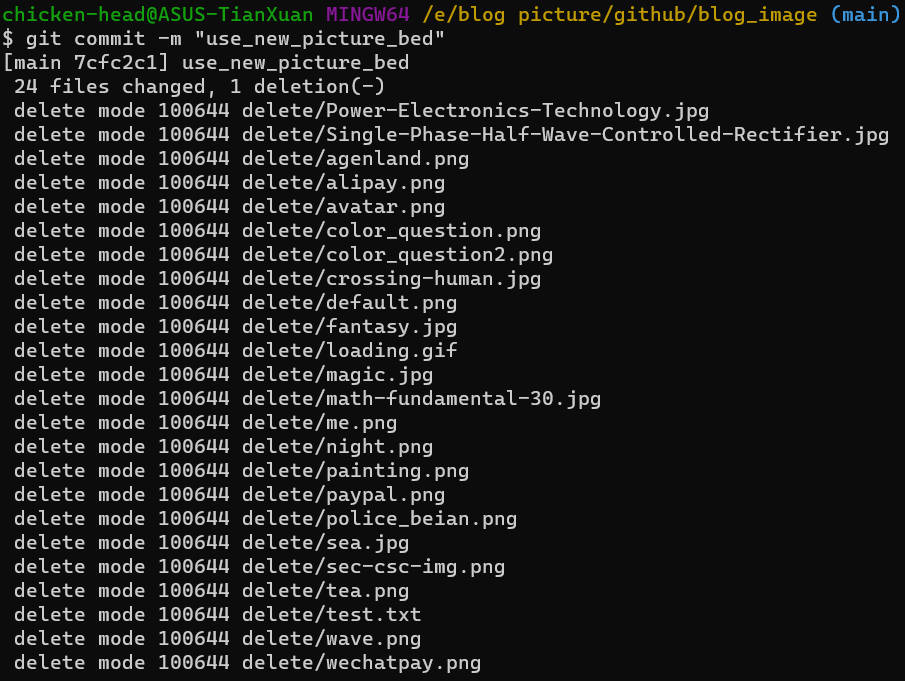 chicken-head@ASUS-TianXuan MINGW64 /e/blog picture/github/blog_image (main)
$ git commit -m "use_new_picture_bed"
[main 7cfc2c1] use_new_picture_bed
 24 files changed, 1 deletion(-)
 delete mode 100644 delete/Power-Electronics-Technology.jpg
 delete mode 100644 delete/Single-Phase-Half-Wave-Controlled-Rectifier.jpg
 delete mode 100644 delete/agenland.png
 delete mode 100644 delete/alipay.png
 delete mode 100644 delete/avatar.png
 delete mode 100644 delete/color_question.png
 delete mode 100644 delete/color_question2.png
 delete mode 100644 delete/crossing-human.jpg
 delete mode 100644 delete/default.png
 delete mode 100644 delete/fantasy.jpg
 delete mode 100644 delete/loading.gif
 delete mode 100644 delete/magic.jpg
 delete mode 100644 delete/math-fundamental-30.jpg
 delete mode 100644 delete/me.png
 delete mode 100644 delete/night.png
 delete mode 100644 delete/painting.png
 delete mode 100644 delete/paypal.png
 delete mode 100644 delete/police_beian.png
 delete mode 100644 delete/sea.jpg
 delete mode 100644 delete/sec-csc-img.png
 delete mode 100644 delete/tea.png
 delete mode 100644 delete/test.txt
 delete mode 100644 delete/wave.png
 delete mode 100644 delete/wechatpay.png